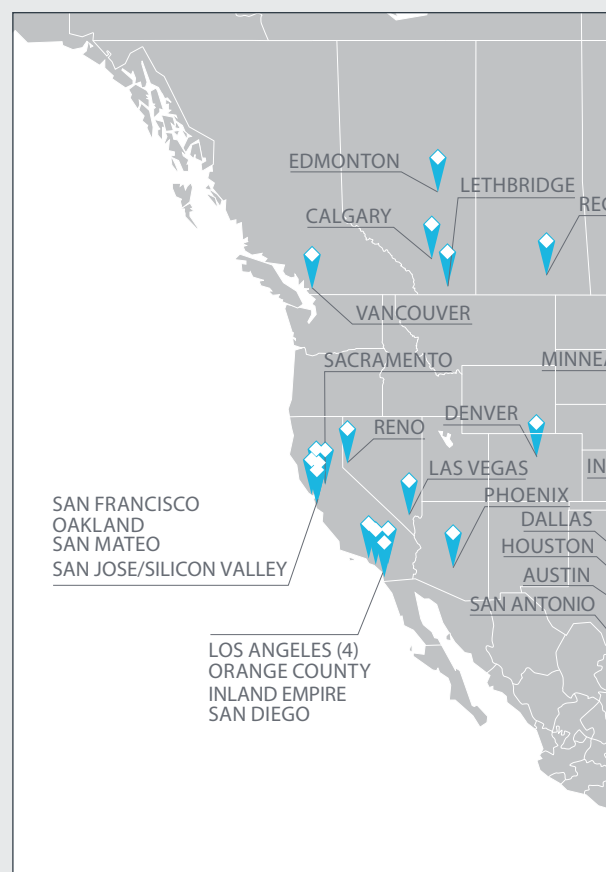 EDMONTON
LETHBRIDGE
CALGARY
VANCOUVER
SACRAMENTO
DENVER
RENO
LAS VEGAS
PHOENIX
SAN FRANCISCO
OAKLAND
SAN MATEO
SAN JOSE/SILICON VALLEY
DALLAS
HOUSTON
AUSTIN
SAN ANTONIO
LOS ANGELES (4)
ORANGE COUNTY
INLAND EMPIRE
SAN DIEGO